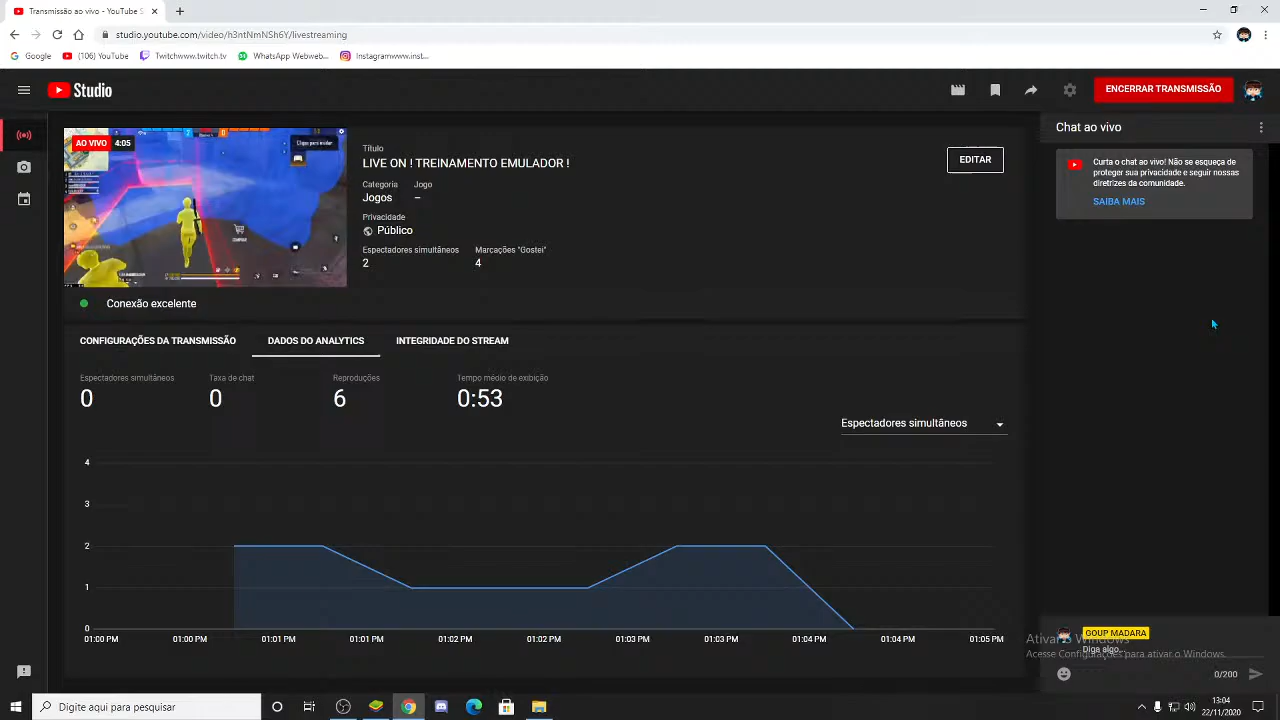 Transmissão ao vivo - YouTube S
studio.youtube.com/video/h3ntNmNSh6Y/livestreaming
Google
(106) YouTube
Twitchwww.twitch.tv
WhatsApp Webweb...
Instagramwww.inst...
Studio
ENCERRAR TRANSMISSÃO
AO VIVO 4:05
Clique para mudar
Título
LIVE ON ! TREINAMENTO EMULADOR !
EDITAR
Categoria Jogo
Jogos –
Privacidade
Público
Espectadores simultâneos Marcações "Gostei"
2 4
Conexão excelente
CONFIGURAÇÕES DA TRANSMISSÃO DADOS DO ANALYTICS INTEGRIDADE DO STREAM
Espectadores simultâneos Taxa de chat Reproduções Tempo médio de exibição
0 0 6 0:53
Espectadores simultâneos
4
3
2
1
0
01:00 PM 01:00 PM 01:01 PM 01:01 PM 01:02 PM 01:02 PM 01:03 PM 01:03 PM 01:04 PM 01:04 PM 01:05 PM
Chat ao vivo
Curta o chat ao vivo! Não se esqueça de
proteger sua privacidade e seguir nossas
diretrizes da comunidade.
SAIBA MAIS
GOUP MADARA
Diga algo...
Ativar o Windows
Acesse Configurações para ativar o Windows.
0/200
Digite aqui para pesquisar
13:04
22/11/2020